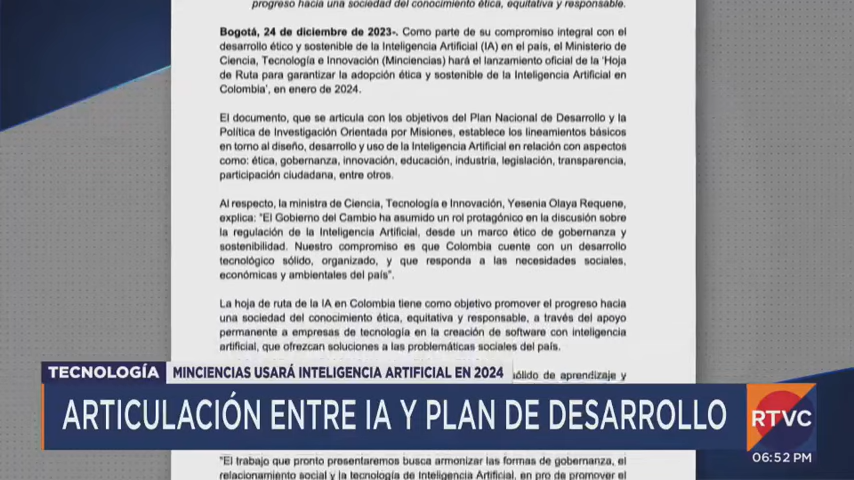 progreso hacia una sociedad del conocimiento ética, equitativa y responsable.
Bogotá, 24 de diciembre de 2023-. Como parte de su compromiso integral con el
desarrollo ético y sostenible de la Inteligencia Artificial (IA) en el país, el Ministerio de
Ciencia, Tecnología e Innovación (Minciencias) hará el lanzamiento oficial de la 'Hoja
de Ruta para garantizar la adopción ética y sostenible de la Inteligencia Artificial en
Colombia', en enero de 2024.
El documento, que se articula con los objetivos del Plan Nacional de Desarrollo y la
Política de Investigación Orientada por Misiones, establece los lineamientos básicos
en torno al diseño, desarrollo y uso de la Inteligencia Artificial en relación con aspectos
como: ética, gobernanza, innovación, educación, industria, legislación, transparencia,
participación ciudadana, entre otros.
Al respecto, la ministra de Ciencia, Tecnología e Innovación, Yesenia Olaya Requene,
explica: "El Gobierno del Cambio ha asumido un rol protagónico en la discusión sobre
la regulación de la Inteligencia Artificial, desde un marco ético de gobernanza y
sostenibilidad. Nuestro compromiso es que Colombia cuente con un desarrollo
tecnológico sólido, organizado, y que responda a las necesidades sociales,
económicas y ambientales del país".
La hoja de ruta de la IA en Colombia tiene como objetivo promover el progreso hacia
una sociedad del conocimiento ética, equitativa y responsable, a través del apoyo
permanente a empresas de tecnología en la creación de software con inteligencia
artificial, que ofrezcan soluciones a las problemáticas sociales del país.
sólido de aprendizaje y
TECNOLOGÍA MINCIENCIAS USARÁ INTELIGENCIA ARTIFICIAL EN 2024
ARTICULACIÓN ENTRE IA Y PLAN DE DESARROLLO
RTVC
06:52 PM
"El trabajo que pronto presentaremos busca armonizar las formas de gobernanza, el
relacionamiento social y la tecnología de Inteligencia Artificial, en pro de promover el